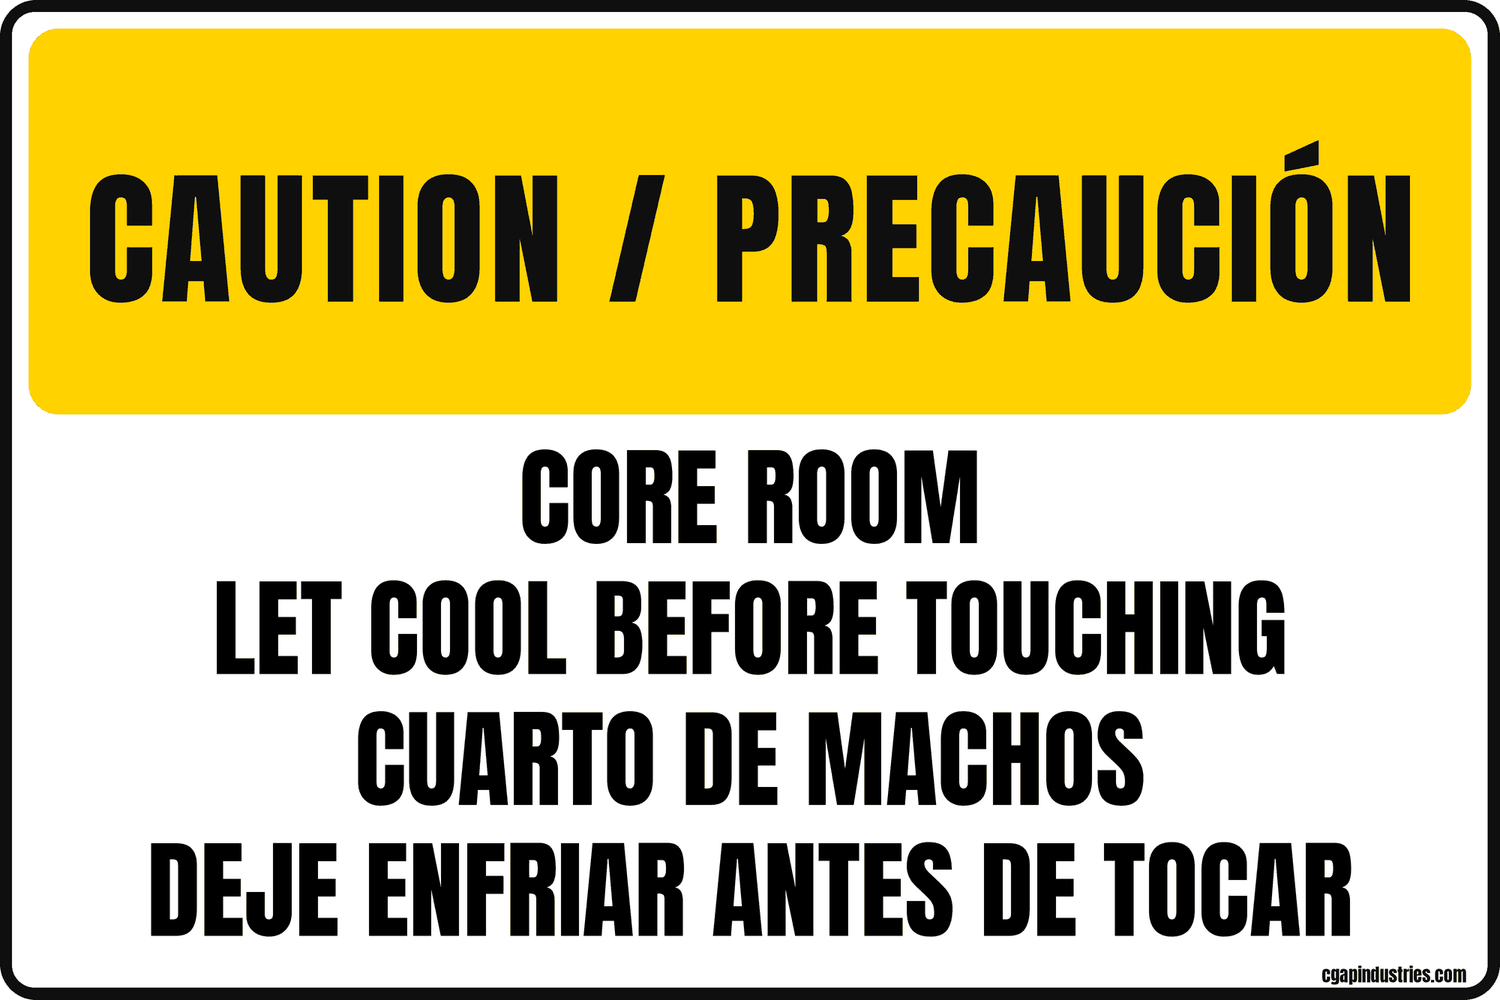 CAUTION / PRECAUCIÓN
CORE ROOM
LET COOL BEFORE TOUCHING
CUARTO DE MACHOS
DEJE ENFRIAR ANTES DE TOCAR
cgapindustries.com